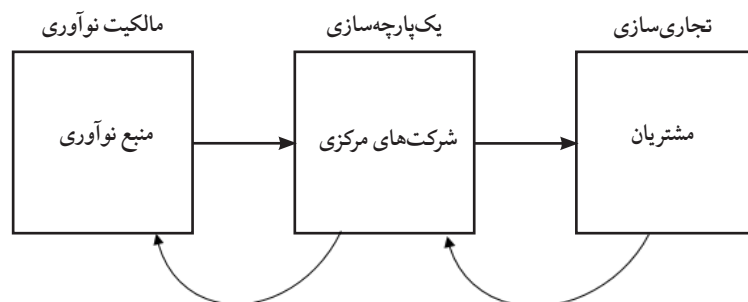 مالکیت نوآوری
یک‌پارچه‌سازی
تجاری‌سازی
منبع نوآوری
شرکت‌های مرکزی
مشتریان